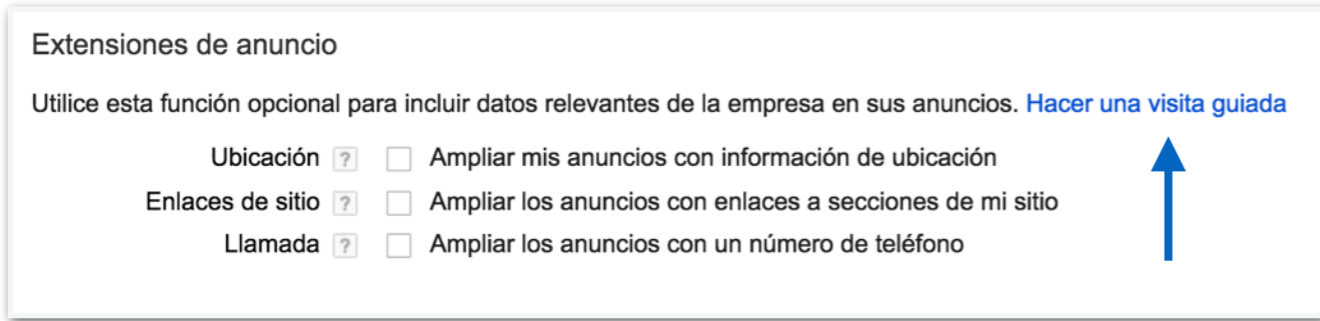 Extensiones de anuncio
Utilice esta función opcional para incluir datos relevantes de la empresa en sus anuncios. Hacer una visita guiada
Ubicación ? Ampliar mis anuncios con información de ubicación
Enlaces de sitio ? Ampliar los anuncios con enlaces a secciones de mi sitio
Llamada ? Ampliar los anuncios con un número de teléfono